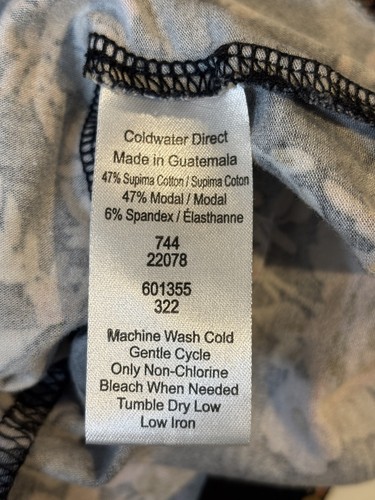 Coldwater Direct
Made in Guatemala
47% Supima Cotton / Supima Coton
47% Modal / Modal
6% Spandex / Élasthanne
744
22078
601355
322
Machine Wash Cold
Gentle Cycle
Only Non-Chlorine
Bleach When Needed
Tumble Dry Low
Low Iron